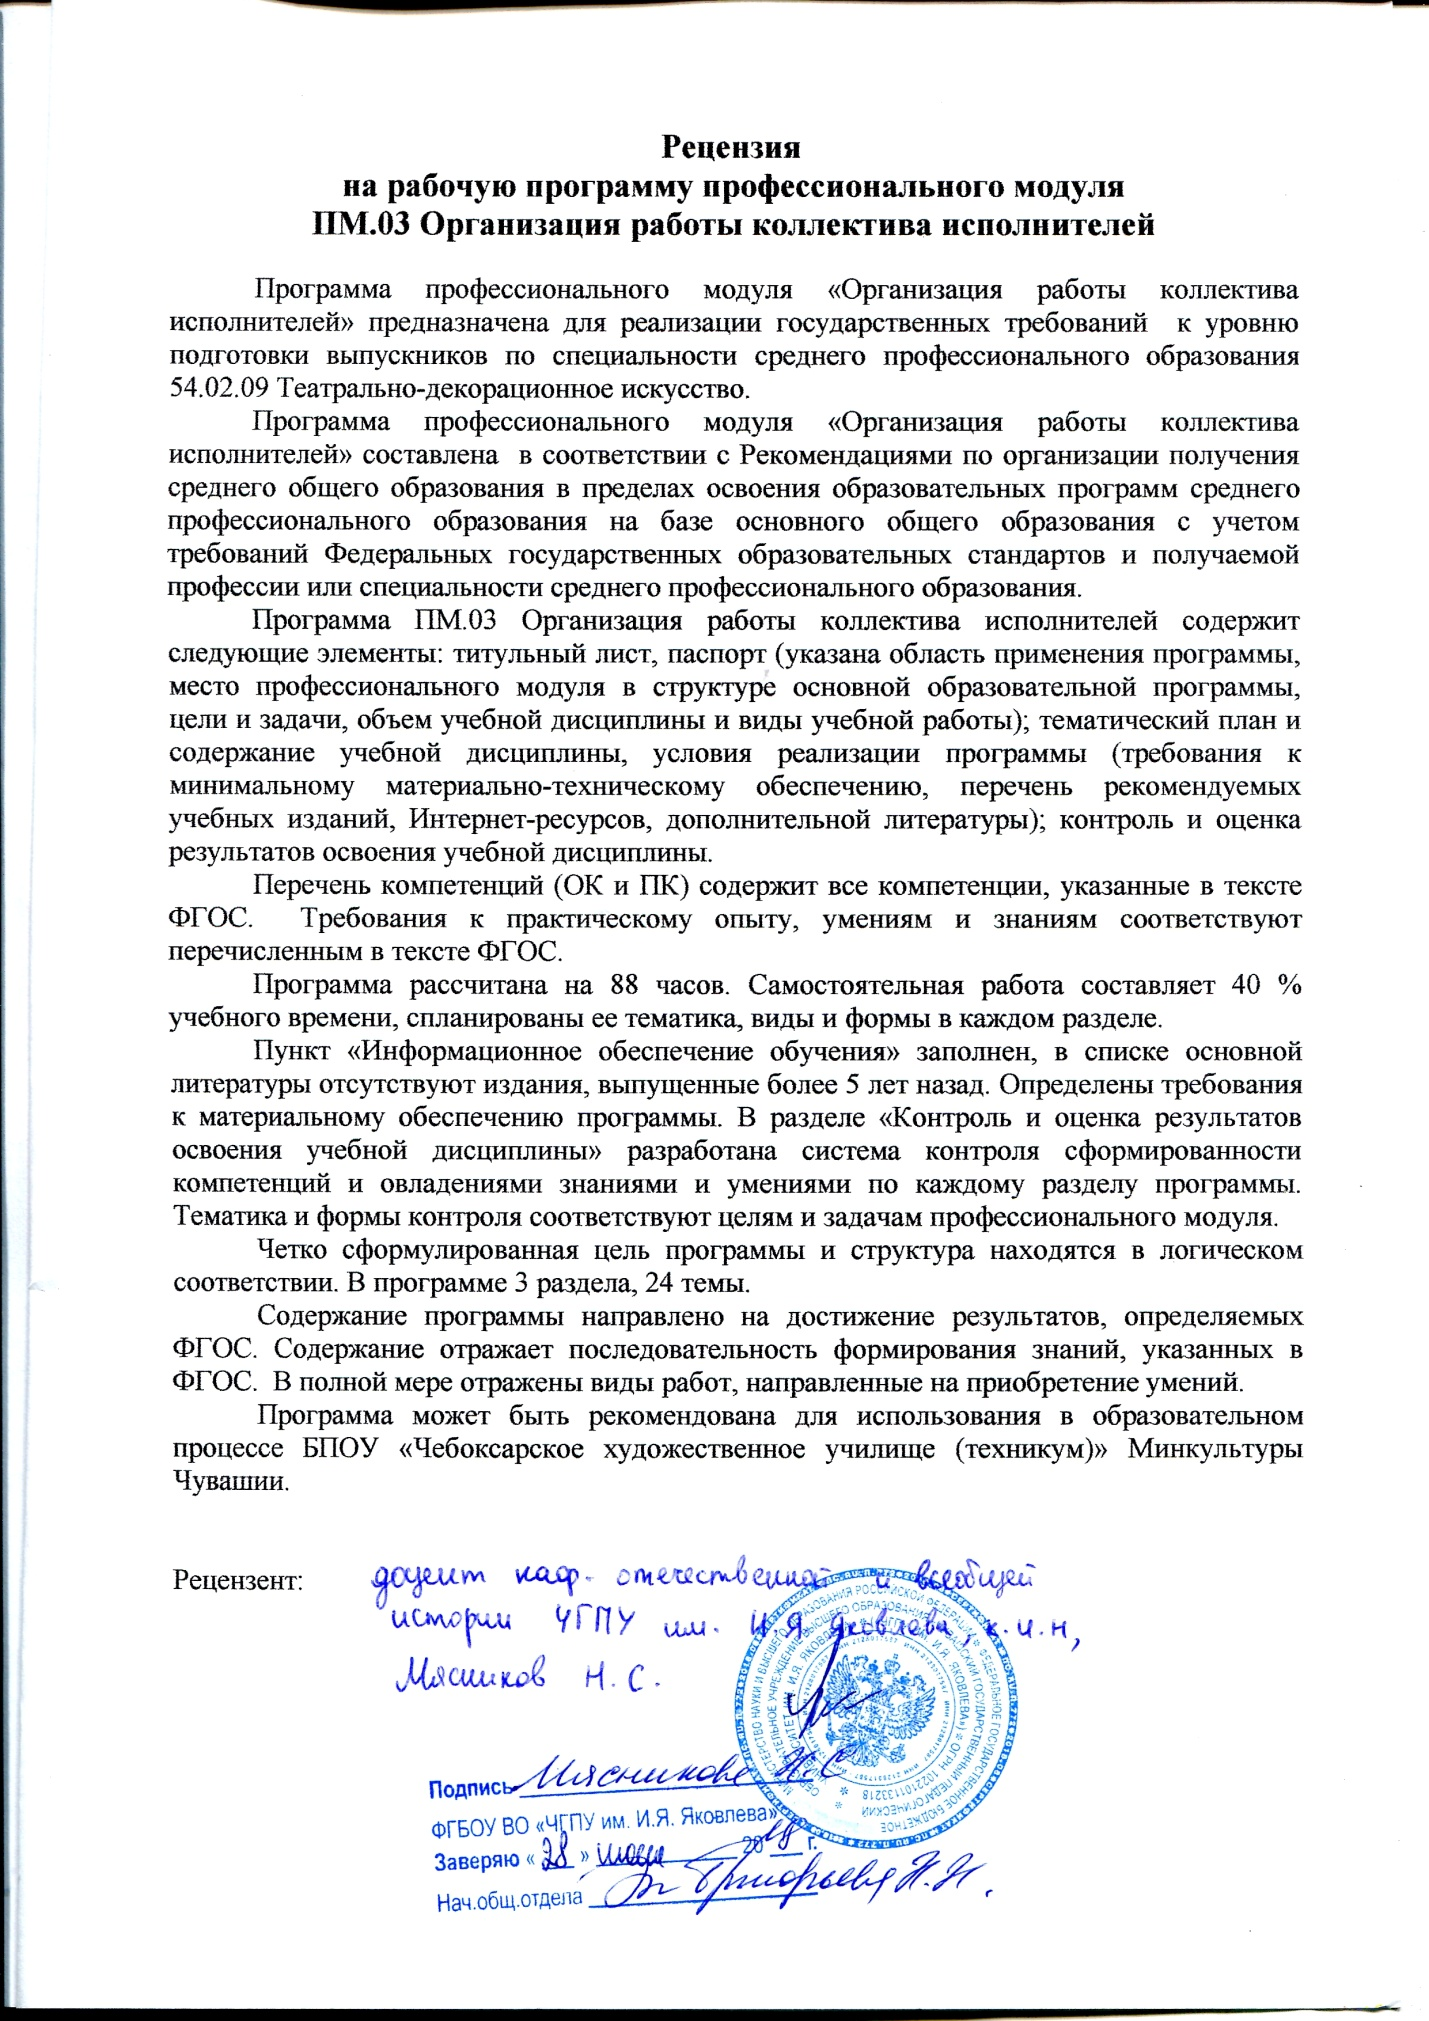 Рецензия
на рабочую программу профессионального модуля
ПМ.03 Организация работы коллектива исполнителей
Программа профессионального модуля «Организация работы коллектива
исполнителей» предназначена для реализации государственных требований к уровню
подготовки выпускников по специальности среднего профессионального образования
54.02.09 Театрально-декорационное искусство.
Программа профессионального модуля «Организация работы коллектива
исполнителей» составлена в соответствии с Рекомендациями по организации получения
среднего общего образования в пределах освоения образовательных программ среднего
профессионального образования на базе основного общего образования с учетом
требований Федеральных государственных образовательных стандартов и получаемой
профессии или специальности среднего профессионального образования.
Программа ПМ.03 Организация работы коллектива исполнителей содержит
следующие элементы: титульный лист, паспорт (указана область применения программы,
место профессионального модуля в структуре основной образовательной программы,
цели и задачи, объем учебной дисциплины и виды учебной работы); тематический план и
содержание учебной дисциплины, условия реализации программы (требования к
минимальному материально-техническому обеспечению, перечень рекомендуемых
учебных изданий, Интернет-ресурсов, дополнительной литературы); контроль и оценка
результатов освоения учебной дисциплины.
Перечень компетенций (ОК и ПК) содержит все компетенции, указанные в тексте
ФГОС. Требования к практическому опыту, умениям и знаниям соответствуют
перечисленным в тексте ФГОС.
Программа рассчитана на 88 часов. Самостоятельная работа составляет 40 %
учебного времени, спланированы ее тематика, виды и формы в каждом разделе.
Пункт «Информационное обеспечение обучения» заполнен, в списке основной
литературы отсутствуют издания, выпущенные более 5 лет назад. Определены требования
к материальному обеспечению программы. В разделе «Контроль и оценка результатов
освоения учебной дисциплины» разработана система контроля сформированности
компетенций и овладениями знаниями и умениями по каждому разделу программы.
Тематика и формы контроля соответствуют целям и задачам профессионального модуля.
Четко сформулированная цель программы и структура находятся в логическом
соответствии. В программе 3 раздела, 24 темы.
Содержание программы направлено на достижение результатов, определяемых
ФГОС. Содержание отражает последовательность формирования знаний, указанных в
ФГОС. В полной мере отражены виды работ, направленные на приобретение умений.
Программа может быть рекомендована для использования в образовательном
процессе БПОУ «Чебоксарское художественное училище (техникум)» Минкультуры
Чувашии.
Рецензент: доцент каф. отечественной и всеобщей
истории ЧГПУ им. И.Я. Яковлева, к.и.н,
Мясников Н.С.
Подпись Мясникова Н.С
ФГБОУ ВО «ЧГПУ им. И.Я. Яковлева»
Заверяю « 28 » июня 2018 г.
Нач.общ.отдела Григорьева Н.Н.